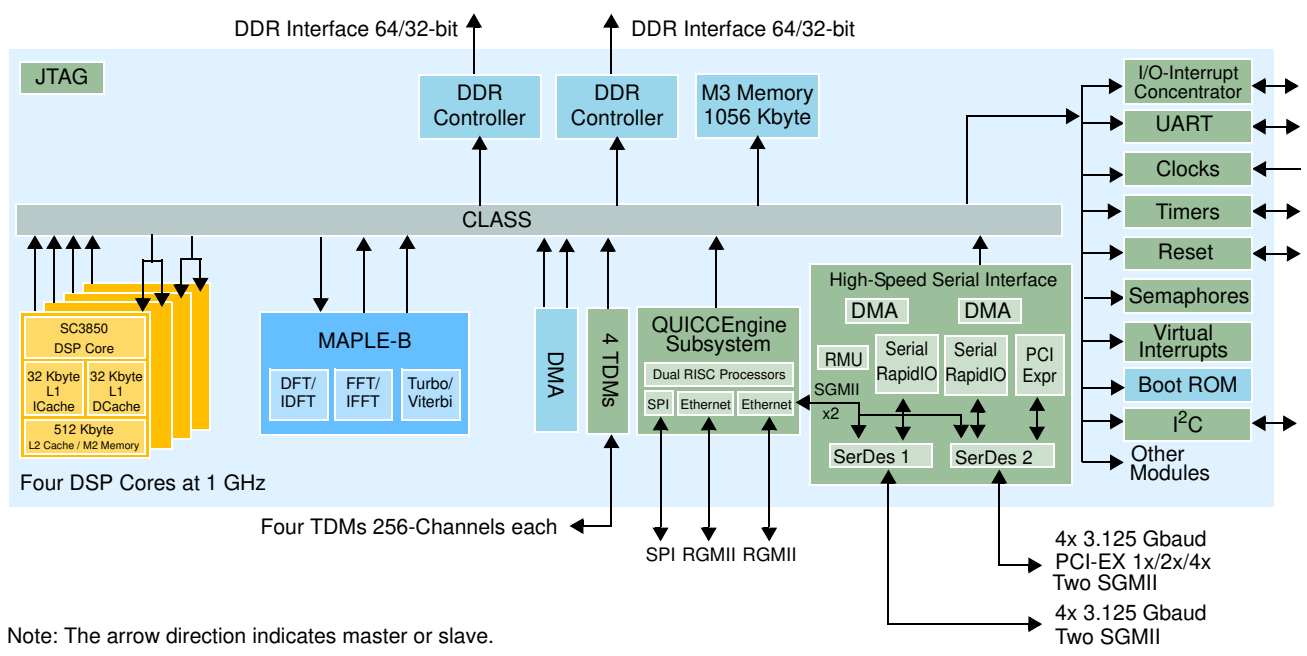 DDR Interface 64/32-bit
DDR Interface 64/32-bit
JTAG
DDR
Controller
DDR
Controller
M3 Memory
1056 Kbyte
I/O-Interrupt
Concentrator
UART
Clocks
Timers
Reset
Semaphores
Virtual
Interrupts
Boot ROM
I²C
Other
Modules
CLASS
SC3850
DSP Core
32 Kbyte
L1
ICache
32 Kbyte
L1
DCache
512 Kbyte
L2 Cache / M2 Memory
Four DSP Cores at 1 GHz
MAPLE-B
DFT/
IDFT
FFT/
IFFT
Turbo/
Viterbi
DMA
4 TDMs
QUICCEngine
Subsystem
Dual RISC Processors
SPI
Ethernet
Ethernet
High-Speed Serial Interface
DMA
DMA
RMU
Serial
RapidIO
Serial
RapidIO
PCI
Expr
SGMII
x2
SerDes 1
SerDes 2
Four TDMs 256-Channels each
SPI
RGMII
RGMII
4x 3.125 Gbaud
PCI-EX 1x/2x/4x
Two SGMII
4x 3.125 Gbaud
Two SGMII
Note: The arrow direction indicates master or slave.